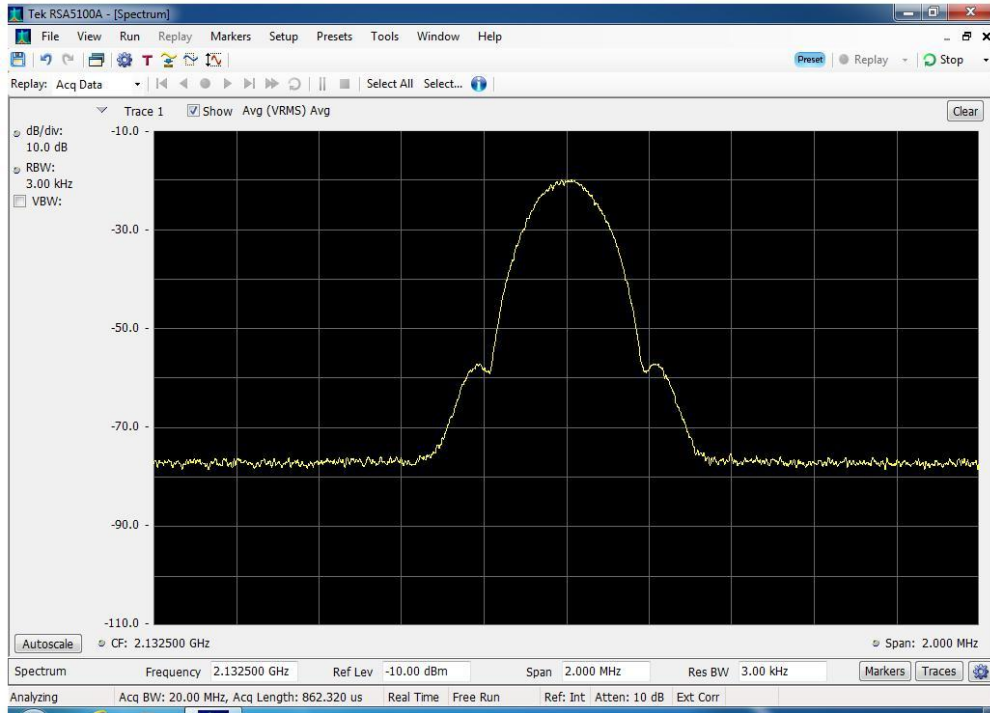 Tek RSA5100A - [Spectrum]
File View Run Replay Markers Setup Presets Tools Window Help
T
Preset Replay Stop
Replay: Acq Data Select All Select...
Trace 1 Show Avg (VRMS) Avg Clear
dB/div:
10.0 dB
RBW:
3.00 kHz
VBW:
-10.0 -
-30.0 -
-50.0 -
-70.0 -
-90.0 -
-110.0 -
Autoscale CF: 2.132500 GHz Span: 2.000 MHz
Spectrum Frequency 2.132500 GHz Ref Lev -10.00 dBm Span 2.000 MHz Res BW 3.00 kHz Markers Traces
Analyzing Acq BW: 20.00 MHz, Acq Length: 862.320 us Real Time Free Run Ref: Int Atten: 10 dB Ext Corr